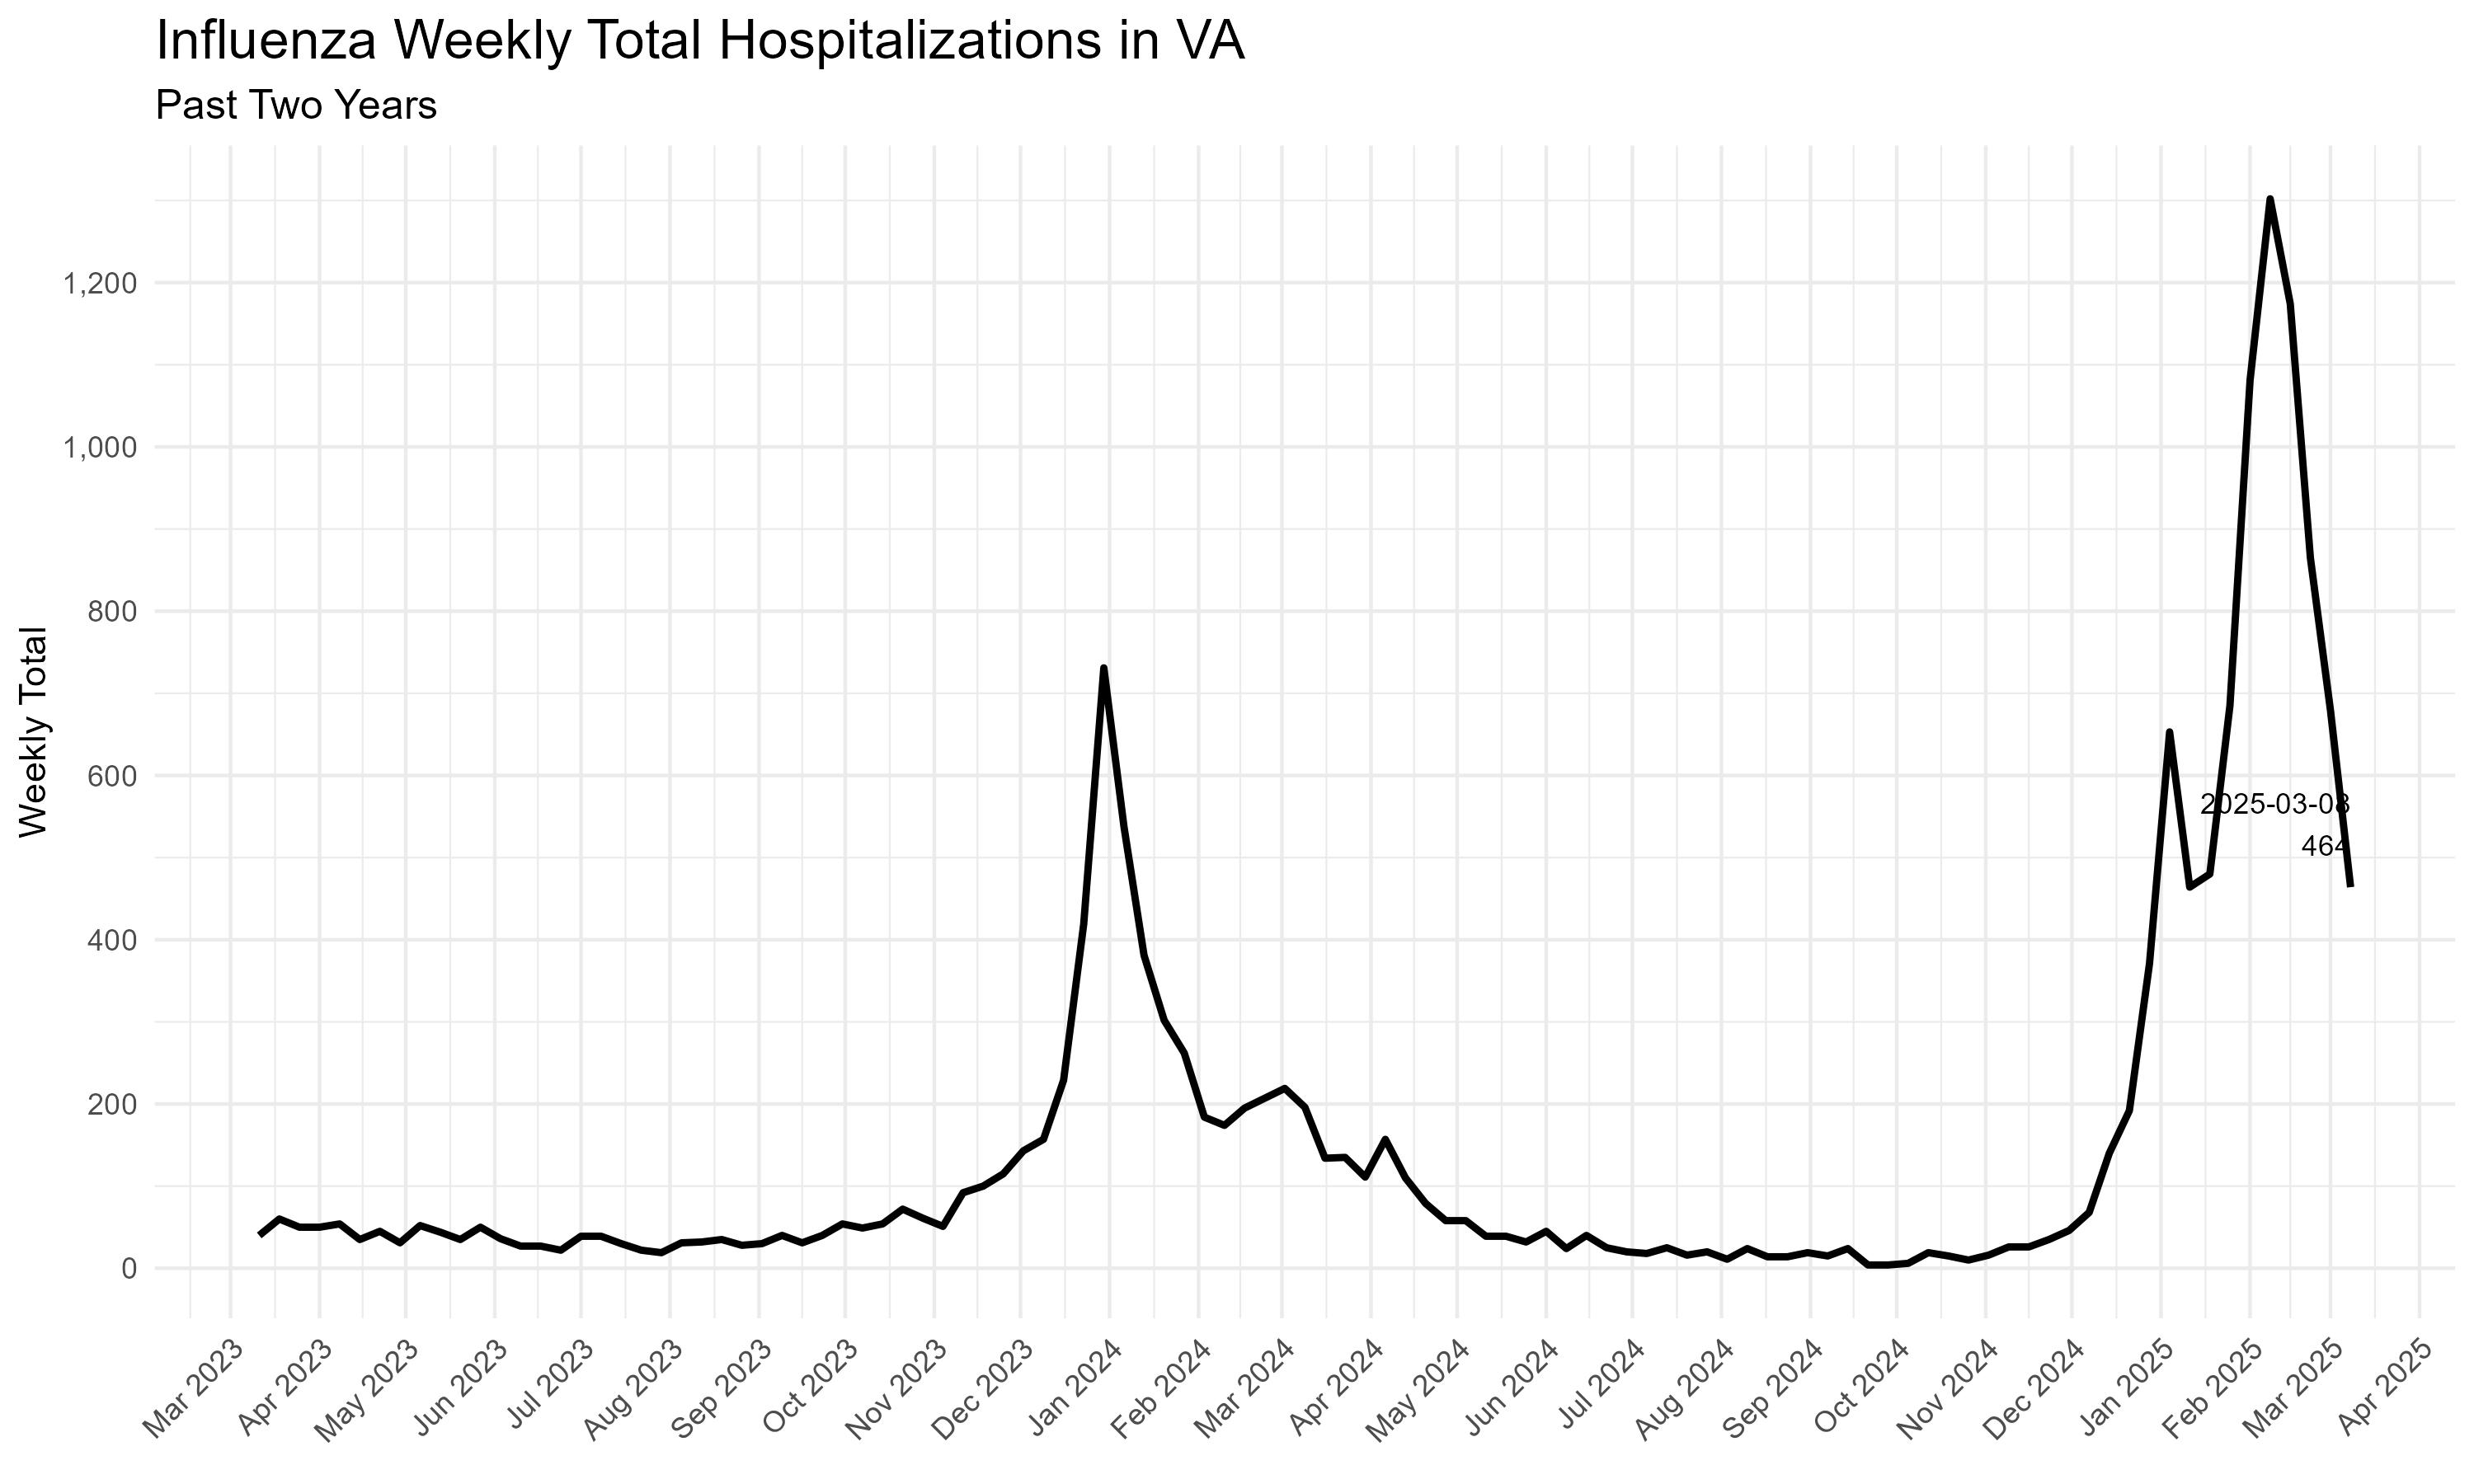 Influenza Weekly Total Hospitalizations in VA
Past Two Years
Weekly Total
1,200
1,000
800
600
400
200
0
2025-03-08
464
Mar 2023
Apr 2023
May 2023
Jun 2023
Jul 2023
Aug 2023
Sep 2023
Oct 2023
Nov 2023
Dec 2023
Jan 2024
Feb 2024
Mar 2024
Apr 2024
May 2024
Jun 2024
Jul 2024
Aug 2024
Sep 2024
Oct 2024
Nov 2024
Dec 2024
Jan 2025
Feb 2025
Mar 2025
Apr 2025